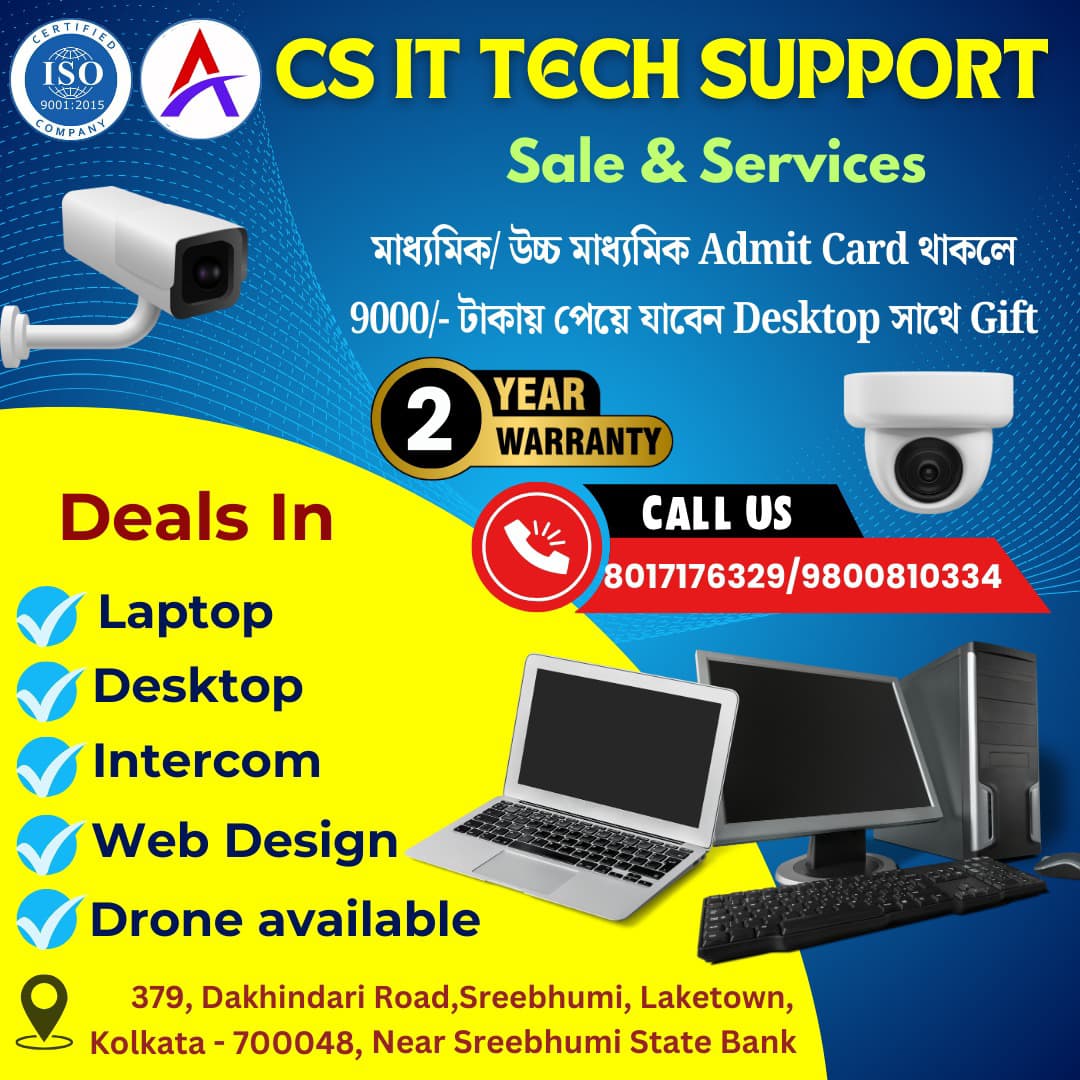 CERTIFIED
ISO
9001:2015
COMPANY
CS IT TECH SUPPORT
Sale & Services
মাধ্যমিক/ উচ্চ মাধ্যমিক Admit Card থাকলে
9000/- টাকায় পেয়ে যাবেন Desktop সাথে Gift
2 YEAR
WARRANTY
CALL US
8017176329/9800810334
Deals In
Laptop
Desktop
Intercom
Web Design
Drone available
379, Dakhindari Road,Sreebhumi, Laketown,
Kolkata - 700048, Near Sreebhumi State Bank